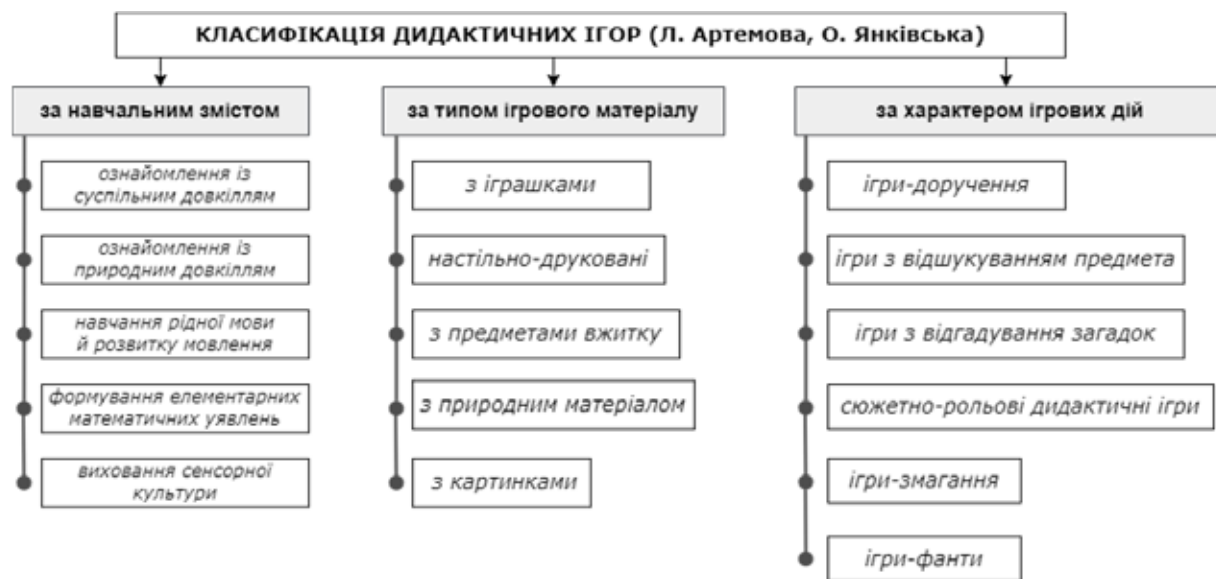 КЛАСИФІКАЦІЯ ДИДАКТИЧНИХ ІГОР (Л. Артемова, О. Янківська)
за навчальним змістом
ознайомлення із
суспільним довкіллям
ознайомлення із
природним довкіллям
навчання рідної мови
й розвитку мовлення
формування елементарних
математичних уявлень
виховання сенсорної
культури
за типом ігрового матеріалу
з іграшками
настільно-друковані
з предметами вжитку
з природним матеріалом
з картинками
за характером ігрових дій
ігри-доручення
ігри з відшукуванням предмета
ігри з відгадування загадок
сюжетно-рольові дидактичні ігри
ігри-змагання
ігри-фанти